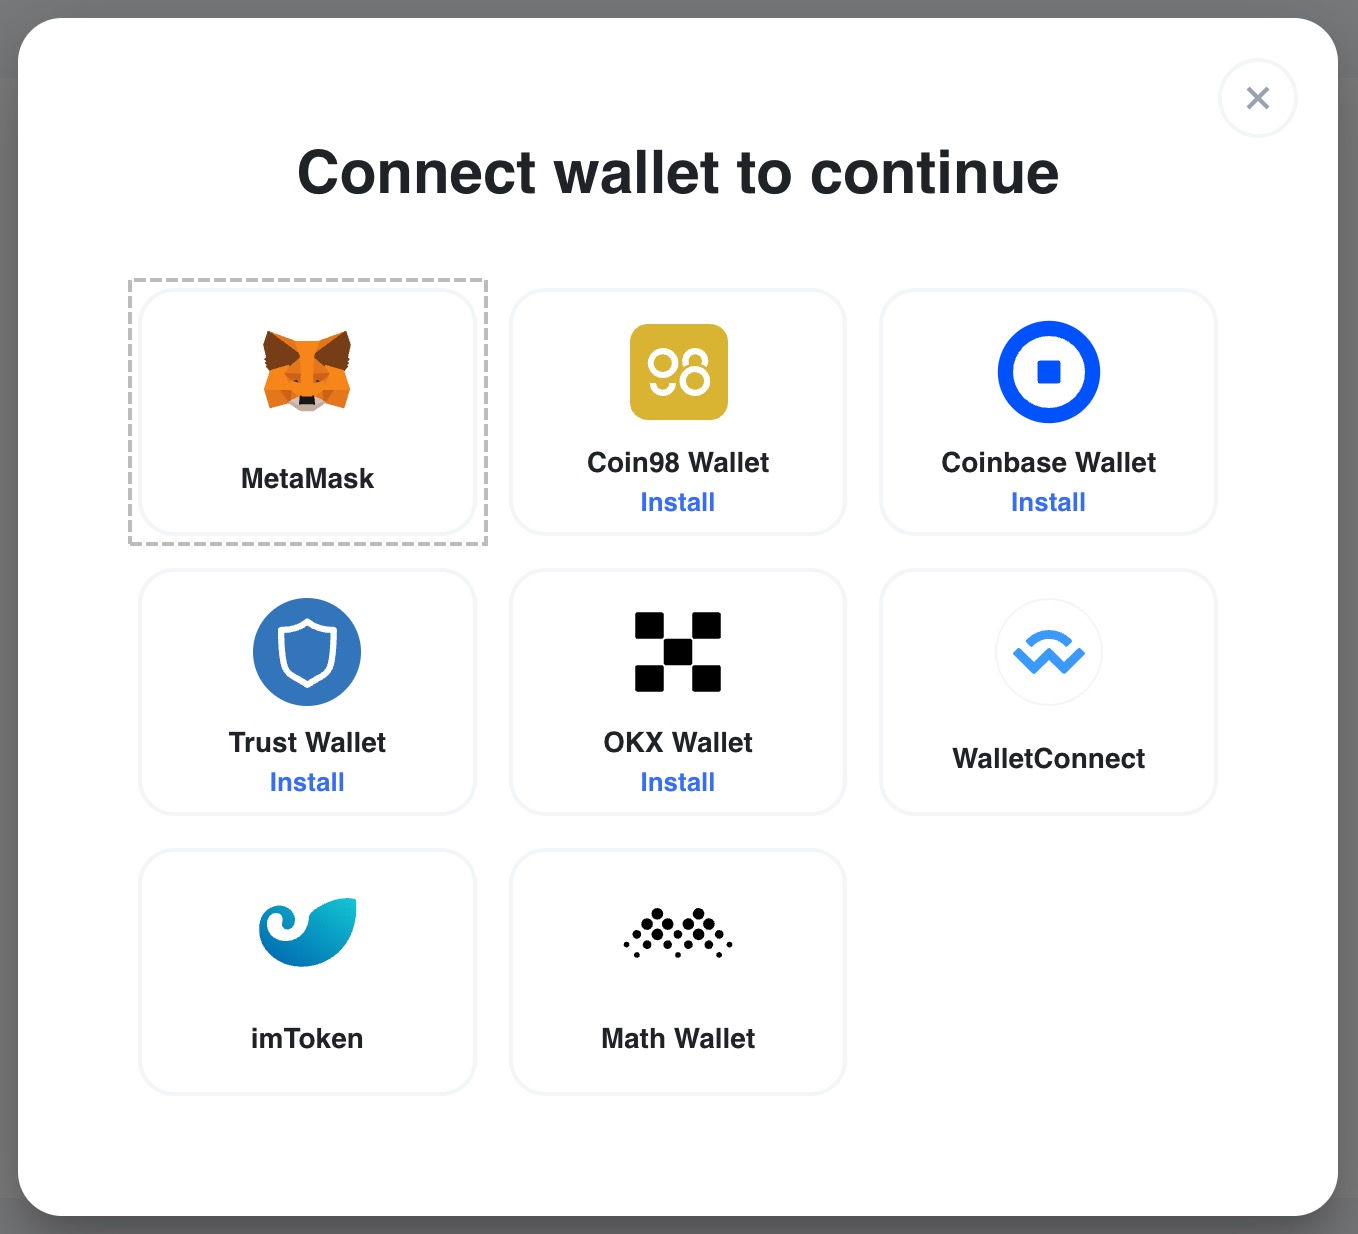 Connect wallet to continue
MetaMask
98
Coin98 Wallet
Install
Coinbase Wallet
Install
Trust Wallet
Install
OKX Wallet
Install
WalletConnect
imToken
Math Wallet